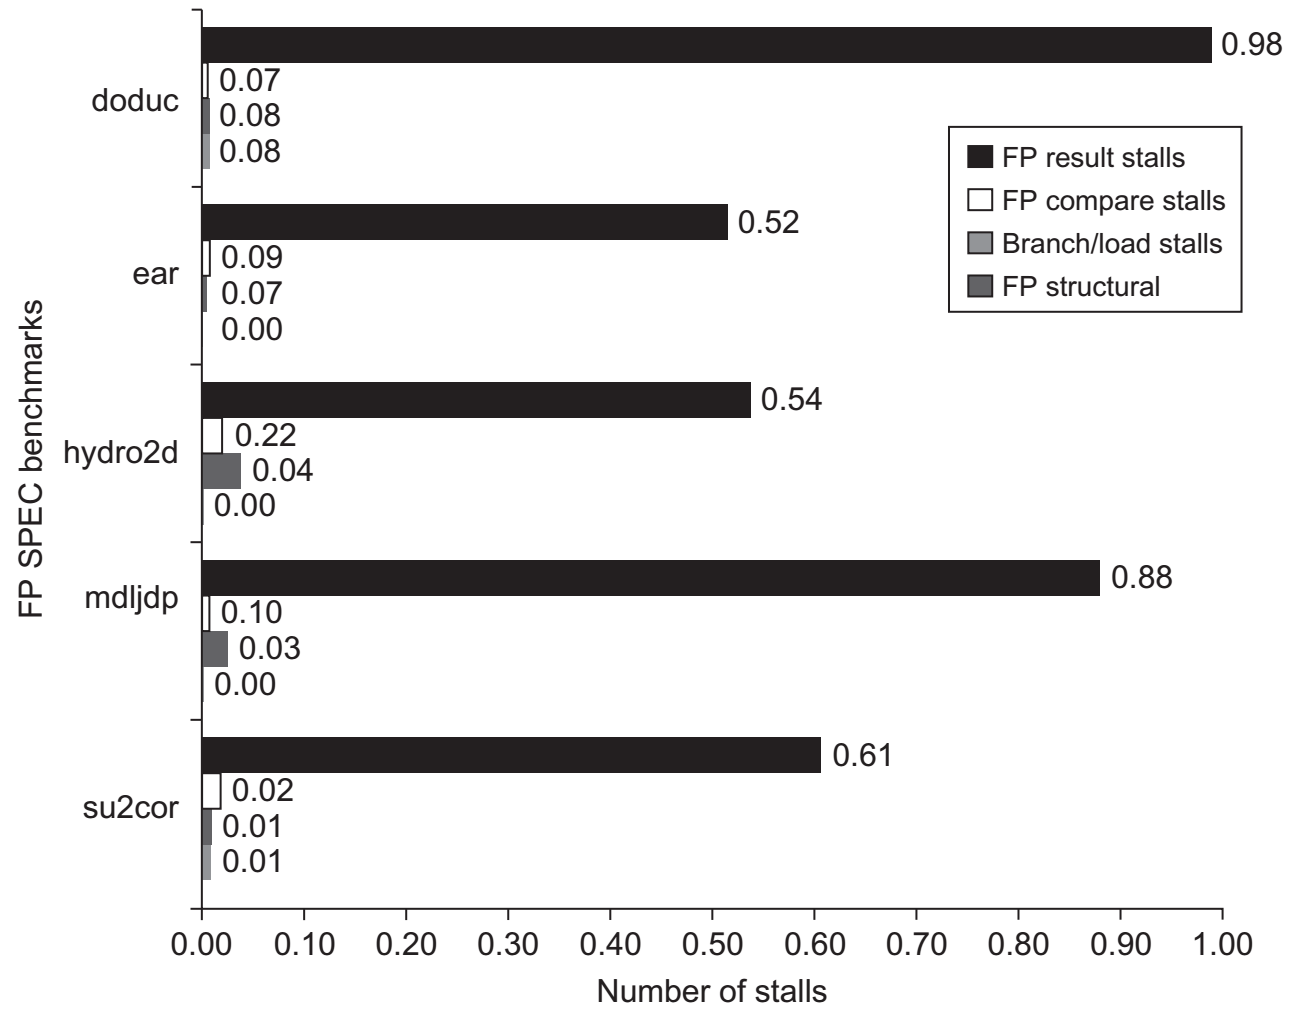 0.98
0.07
doduc
0.08
0.08
FP result stalls
FP compare stalls
Branch/load stalls
FP structural
0.52
0.09
ear
0.07
0.00
FP SPEC benchmarks
0.54
0.22
hydro2d
0.04
0.00
0.88
mdljdp
0.10
0.03
0.00
0.61
0.02
su2cor
0.01
0.01
0.00 0.10 0.20 0.30 0.40 0.50 0.60 0.70 0.80 0.90 1.00
Number of stalls